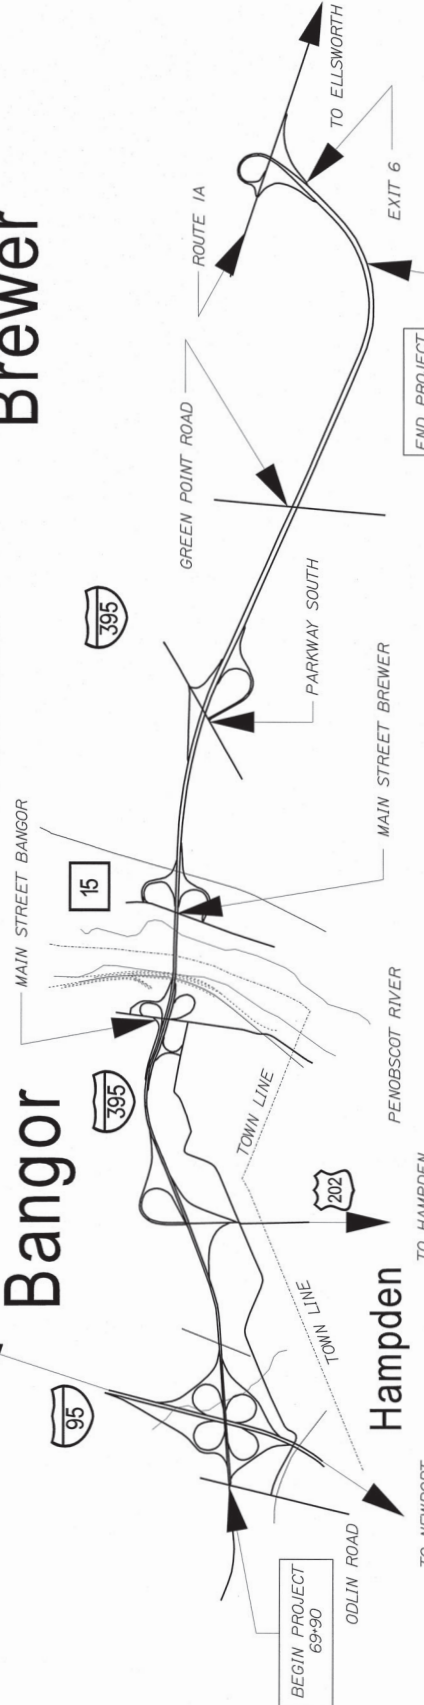 Bangor
Brewer
Hampden
95
395
15
395
202
MAIN STREET BANGOR
GREEN POINT ROAD
ROUTE 1A
TO ELLSWORTH
EXIT 6
PARKWAY SOUTH
MAIN STREET BREWER
PENOBSCOT RIVER
TOWN LINE
TOWN LINE
BEGIN PROJECT
69+90
ODLIN ROAD
END PROJECT
TO HAMPDEN
TO NEWPORT